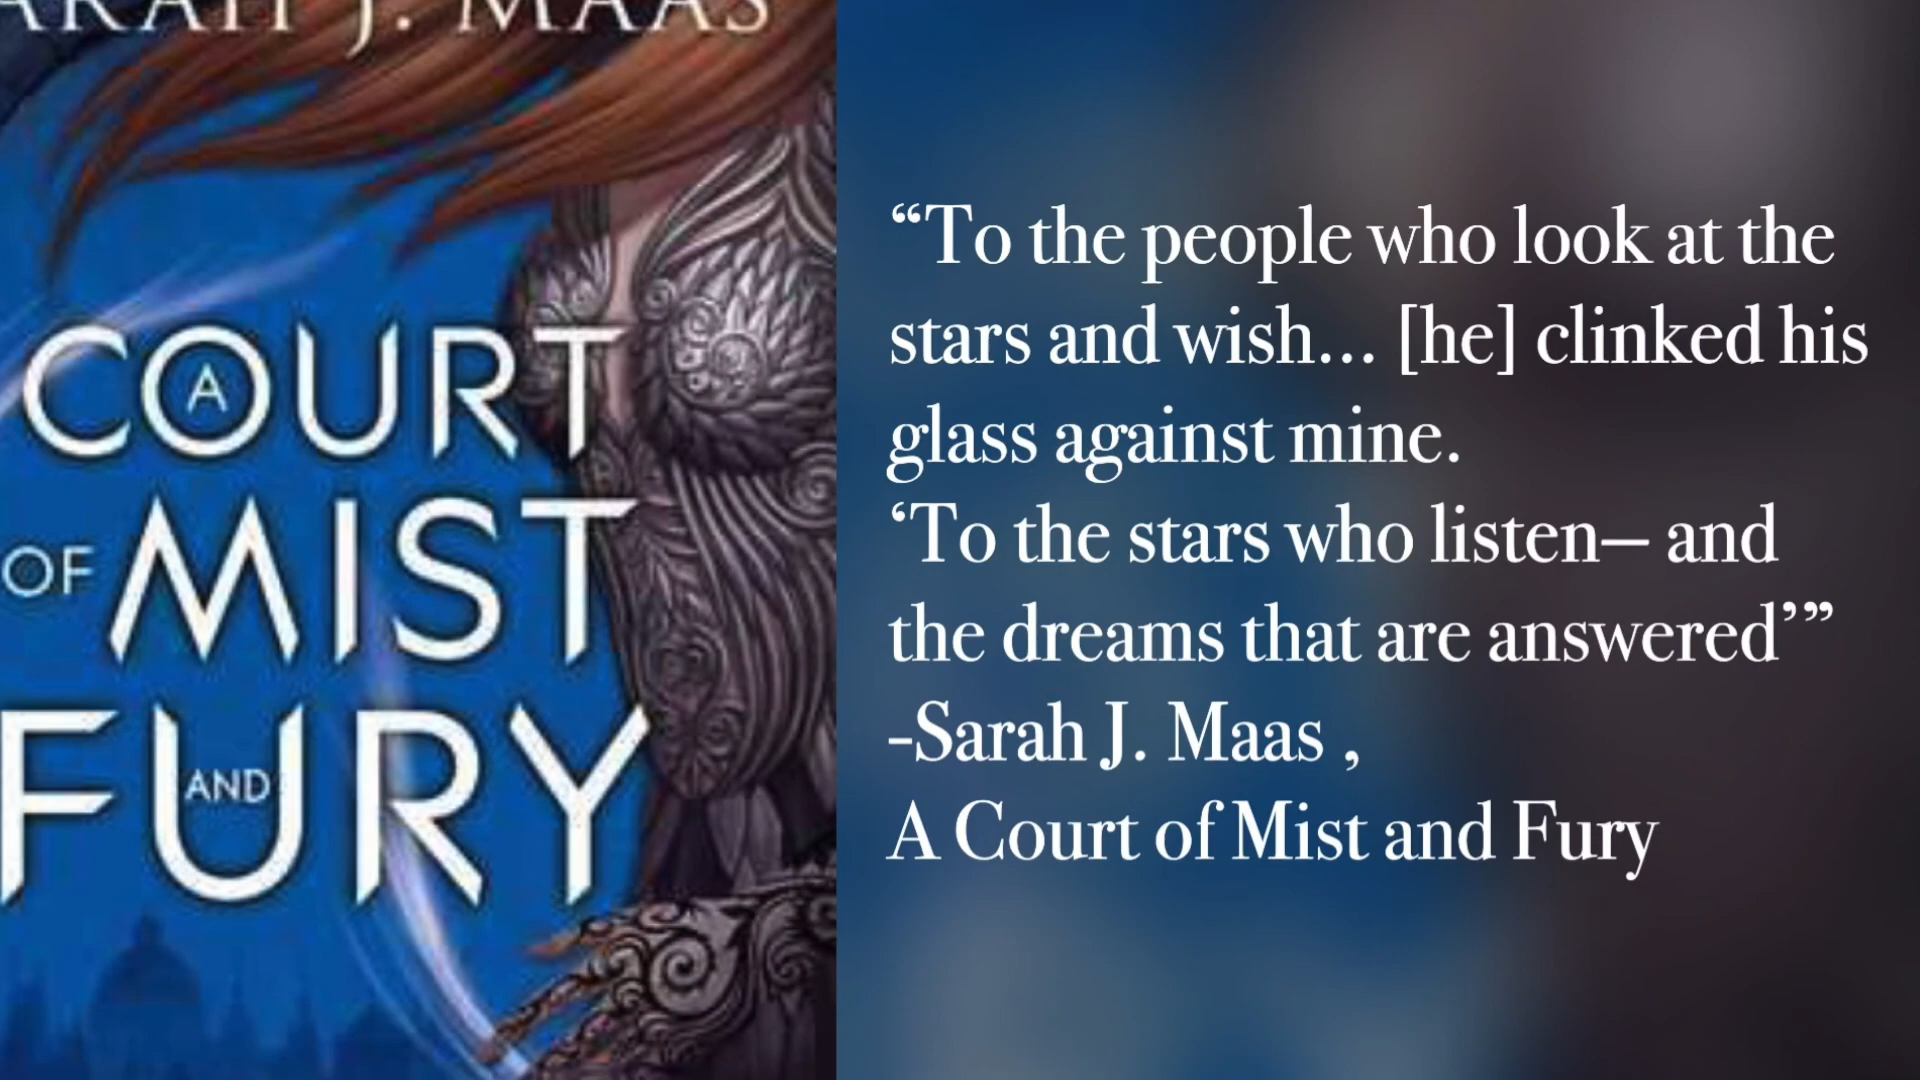 ARAH J. MAAS
A
COURT
OF MIST
AND
FURY
“To the people who look at the
stars and wish... [he] clinked his
glass against mine.
‘To the stars who listen— and
the dreams that are answered’”
-Sarah J. Maas ,
A Court of Mist and Fury